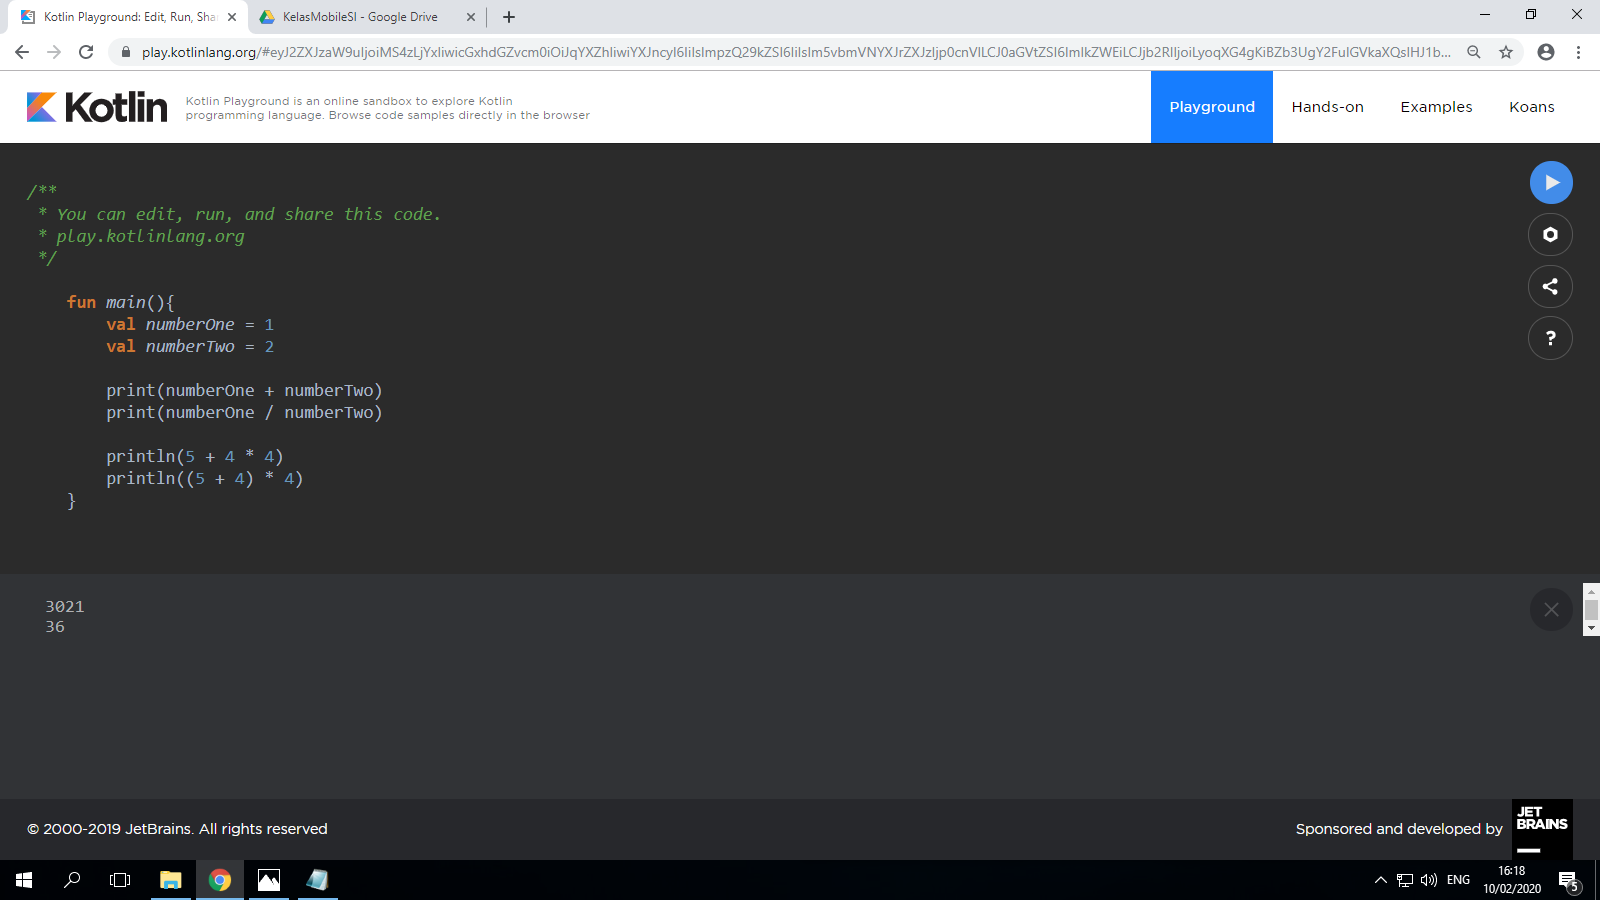 Kotlin Playground: Edit, Run, Sha
KelasMobileSI - Google Drive
Kotlin
Kotlin Playground is an online sandbox to explore Kotlin
programming language. Browse code samples directly in the browser
Playground
Hands-on
Examples
Koans
/**
* You can edit, run, and share this code.
* play.kotlinlang.org
*/
fun main(){
val numberOne = 1
val numberTwo = 2
print(numberOne + numberTwo)
print(numberOne / numberTwo)
println(5 + 4 * 4)
println((5 + 4) * 4)
}
?
3021
36
© 2000-2019 JetBrains. All rights reserved
Sponsored and developed by
JET
BRAINS
ENG
16:18
10/02/2020
5